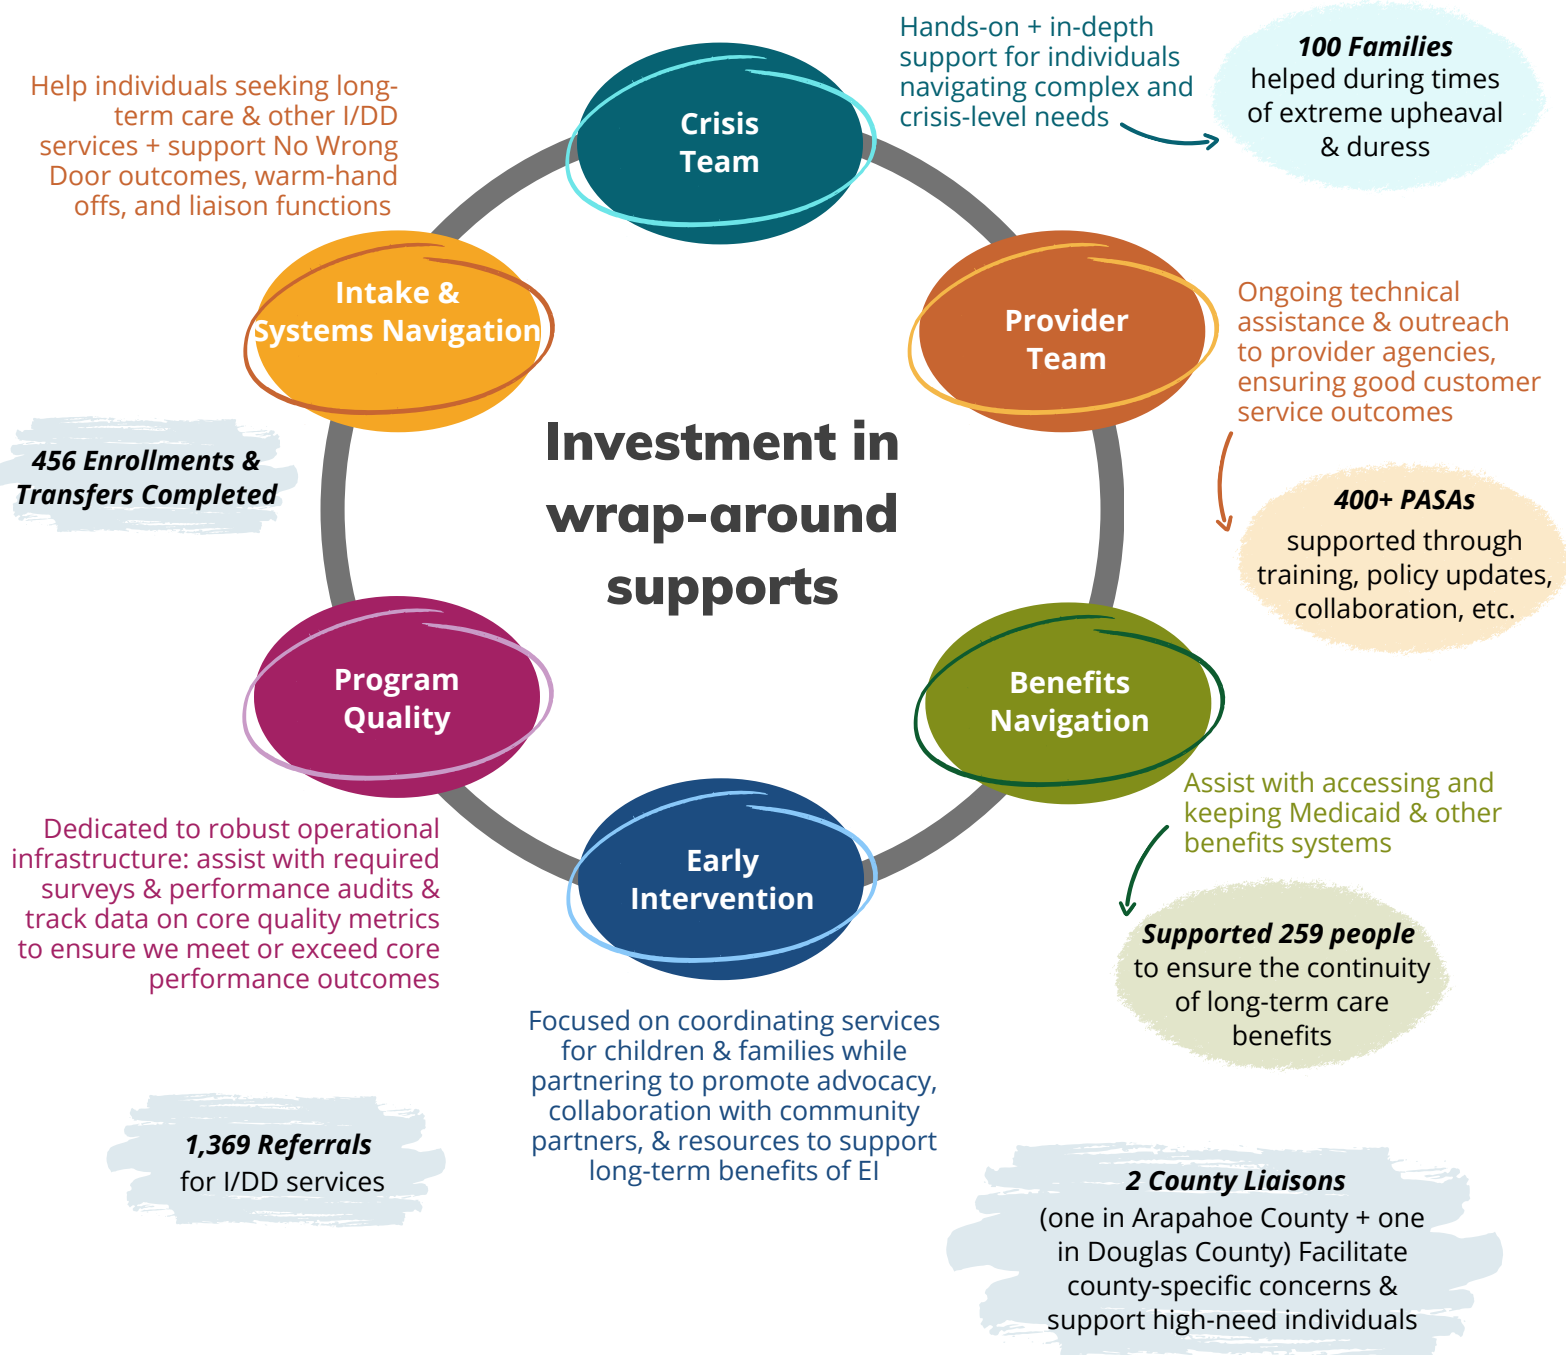 Hands-on + in-depth
support for individuals
navigating complex and
crisis-level needs
100 Families
helped during times
of extreme upheaval
& duress
Help individuals seeking long-
term care & other I/DD
services + support No Wrong
Door outcomes, warm-hand
offs, and liaison functions
Crisis
Team
Intake &
Systems Navigation
Provider
Team
Ongoing technical
assistance & outreach
to provider agencies,
ensuring good customer
service outcomes
Investment in
wrap-around
supports
456 Enrollments &
Transfers Completed
400+ PASAs
supported through
training, policy updates,
collaboration, etc.
Program
Quality
Benefits
Navigation
Assist with accessing and
keeping Medicaid & other
benefits systems
Dedicated to robust operational
infrastructure: assist with required
surveys & performance audits &
track data on core quality metrics
to ensure we meet or exceed core
performance outcomes
Early
Intervention
Supported 259 people
to ensure the continuity
of long-term care
benefits
Focused on coordinating services
for children & families while
partnering to promote advocacy,
collaboration with community
partners, & resources to support
long-term benefits of EI
1,369 Referrals
for I/DD services
2 County Liaisons
(one in Arapahoe County + one
in Douglas County) Facilitate
county-specific concerns &
support high-need individuals